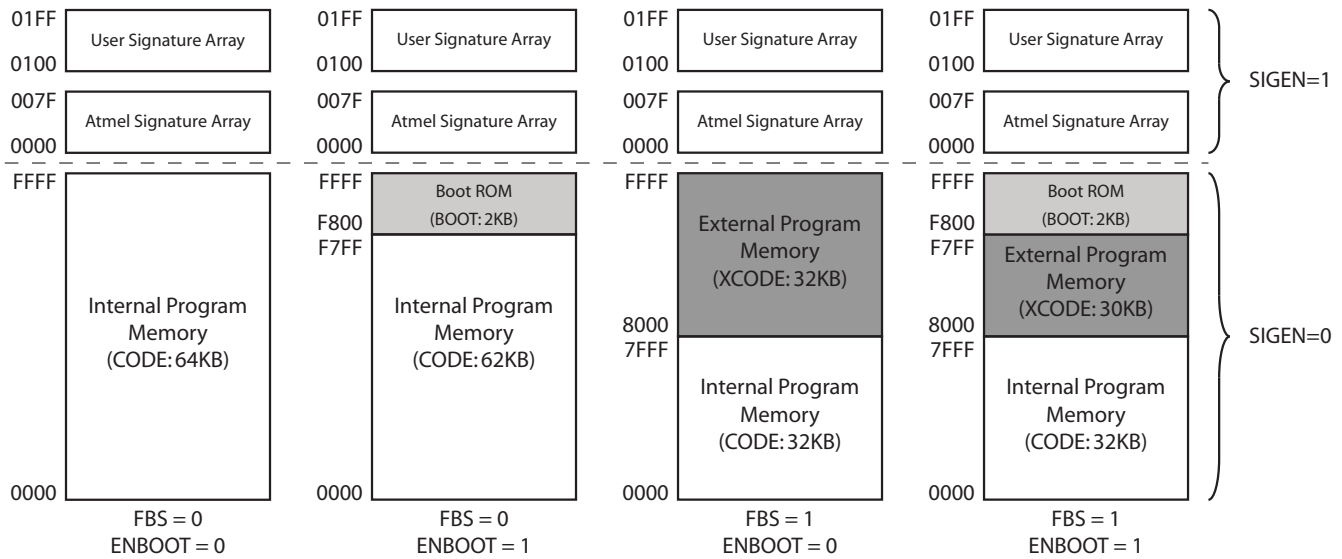 01FF
User Signature Array
0100
007F
Atmel Signature Array
0000
FFFF
Internal Program
Memory
(CODE: 64KB)
0000
FBS = 0
ENBOOT = 0
01FF
User Signature Array
0100
007F
Atmel Signature Array
0000
FFFF
Boot ROM
(BOOT: 2KB)
F800
F7FF
Internal Program
Memory
(CODE: 62KB)
0000
FBS = 0
ENBOOT = 1
01FF
User Signature Array
0100
007F
Atmel Signature Array
0000
FFFF
External Program
Memory
(XCODE: 32KB)
8000
7FFF
Internal Program
Memory
(CODE: 32KB)
0000
FBS = 1
ENBOOT = 0
01FF
User Signature Array
0100
007F
Atmel Signature Array
0000
FFFF
Boot ROM
(BOOT: 2KB)
F800
F7FF
External Program
Memory
(XCODE: 30KB)
8000
7FFF
Internal Program
Memory
(CODE: 32KB)
0000
FBS = 1
ENBOOT = 1
SIGEN=1
SIGEN=0